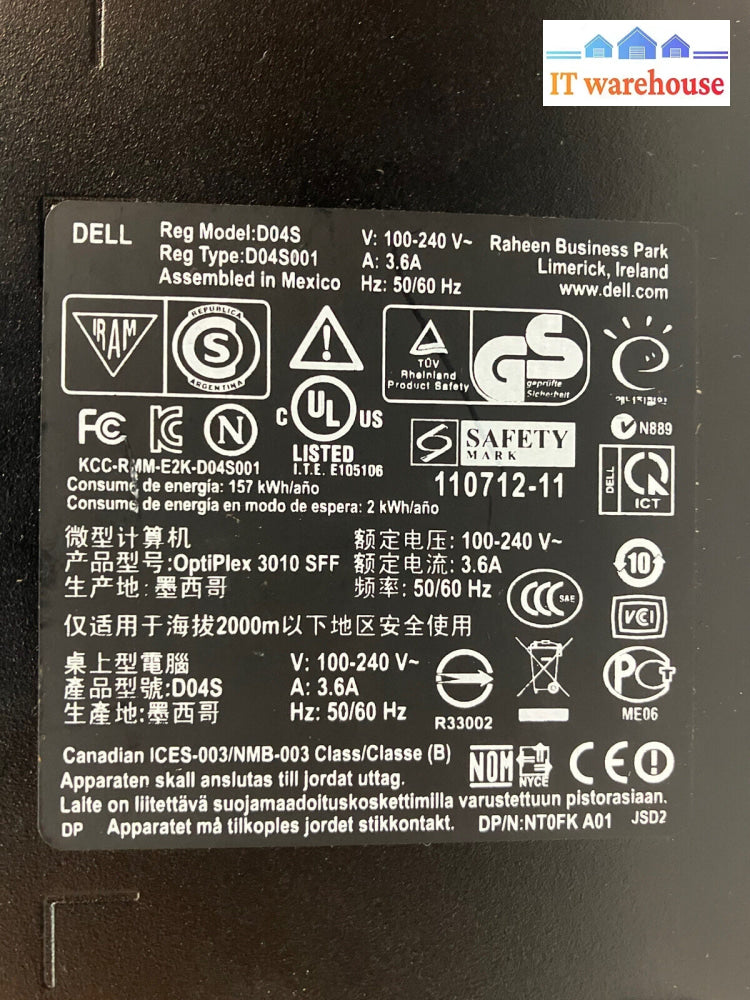 IT warehouse
DELL
Reg Model:D04S
Reg Type:D04S001
Assembled in Mexico
V: 100-240 V~
A: 3.6A
Hz: 50/60 Hz
Raheen Business Park
Limerick, Ireland
www.dell.com
IRAM
REPUBLICA
S
ARGENTINA
TÜV
Rheinland
Product Safety
GS
geprüfte
Sicherheit
에너지절약
FC
N
C UL US
LISTED
I.T.E. E105106
KCC-RMM-E2K-D04S001
SAFETY
MARK
110712-11
N889
DELL
ICT
Consumo de energía: 157 kWh/año
Consumo de energía en modo de espera: 2 kWh/año
微型计算机
产品型号:OptiPlex 3010 SFF
生产地: 墨西哥
额定电压: 100-240 V~
额定电流: 3.6A
频率: 50/60 Hz
CCC S&E
10
VCI
仅适用于海拔2000m以下地区安全使用
桌上型電腦
產品型號:D04S
生產地:墨西哥
V: 100-240 V~
A: 3.6A
Hz: 50/60 Hz
R33002
PCT
ME06
Canadian ICES-003/NMB-003 Class/Classe (B)
NOM
NYCE
CE
Apparaten skall anslutas till jordat uttag.
Laite on liitettävä suojamaadoituskoskettimilla varustettuun pistorasiaan.
DP Apparatet må tilkoples jordet stikkontakt. DP/N:NT0FK A01 JSD2